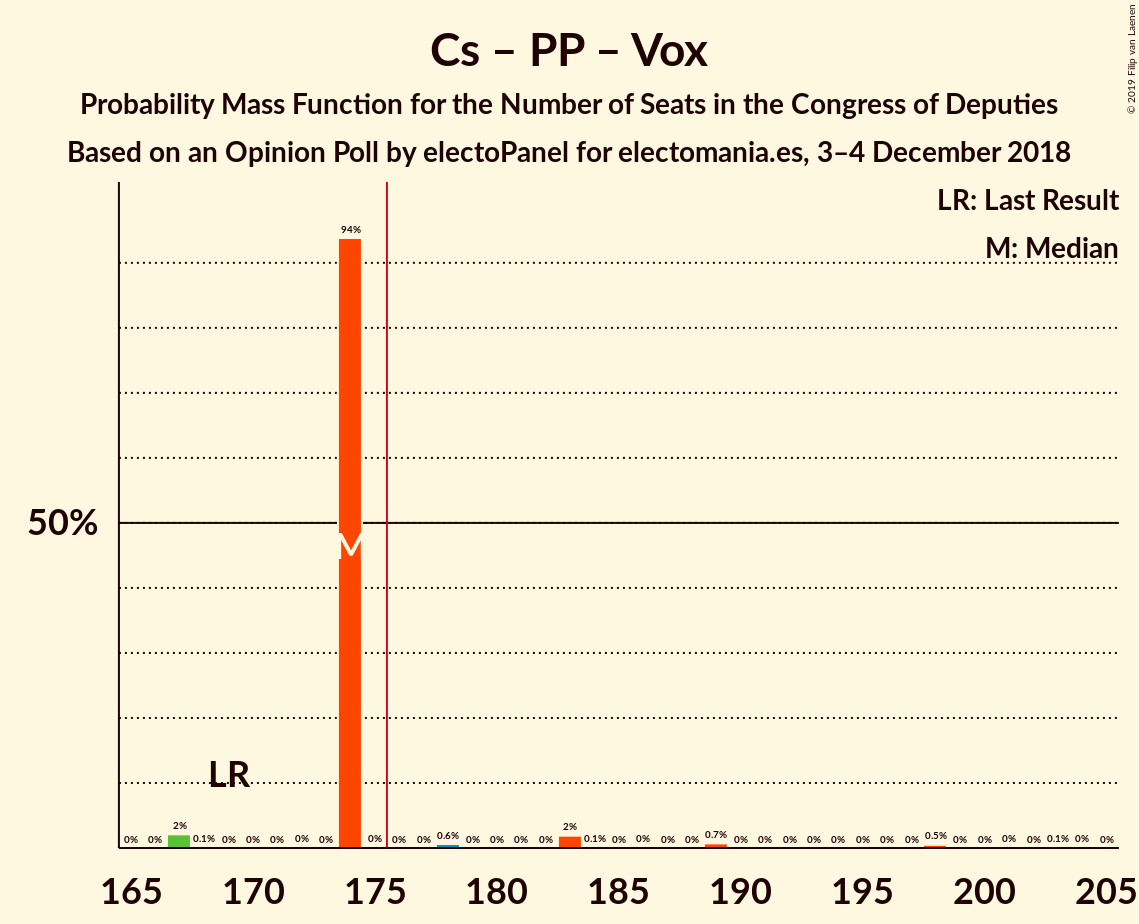 Cs – PP – Vox
Probability Mass Function for the Number of Seats in the Congress of Deputies
Based on an Opinion Poll by electoPanel for electomania.es, 3–4 December 2018
© 2019 Filip van Laenen
LR: Last Result
M: Median
94%
50%
M
LR
0% 0% 2% 0.1% 0% 0% 0% 0% 0% 0% 0% 0% 0.6% 0% 0% 0% 0% 2% 0.1% 0% 0% 0% 0% 0.7% 0% 0% 0% 0% 0% 0% 0% 0% 0.5% 0% 0% 0% 0% 0.1% 0% 0%
165 170 175 180 185 190 195 200 205